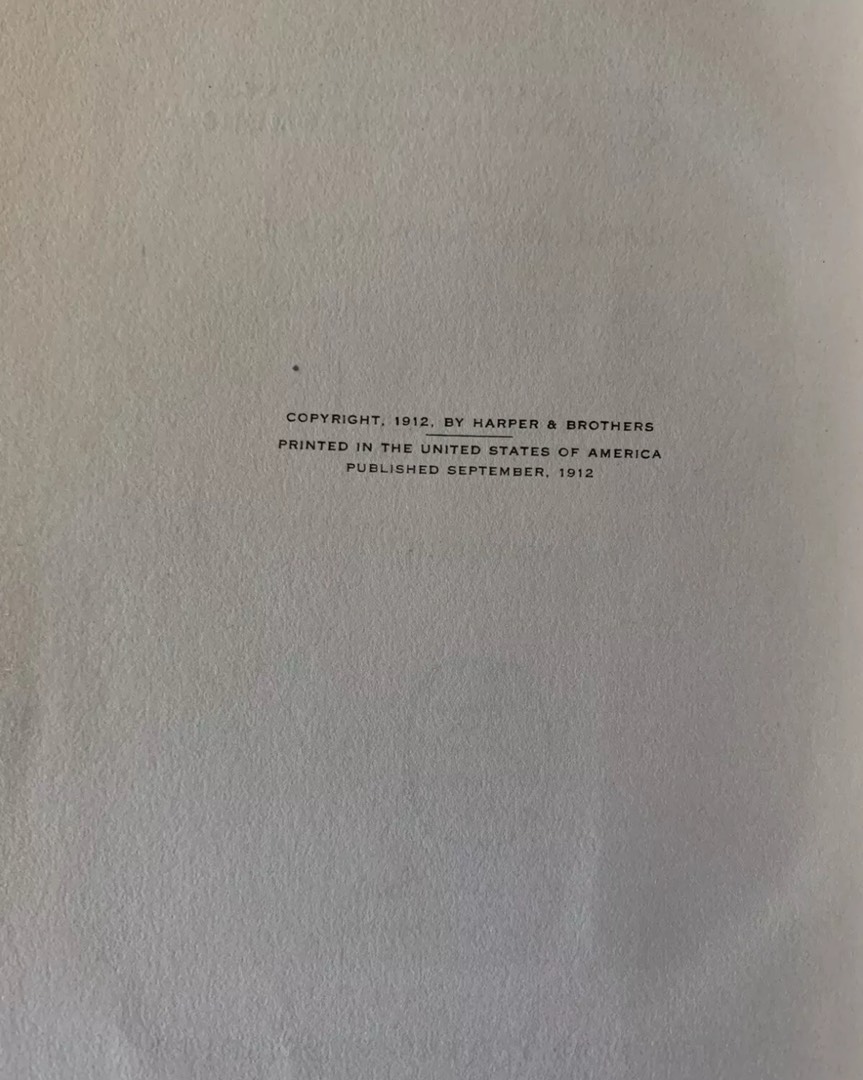 COPYRIGHT, 1912, BY HARPER & BROTHERS
PRINTED IN THE UNITED STATES OF AMERICA
PUBLISHED SEPTEMBER, 1912